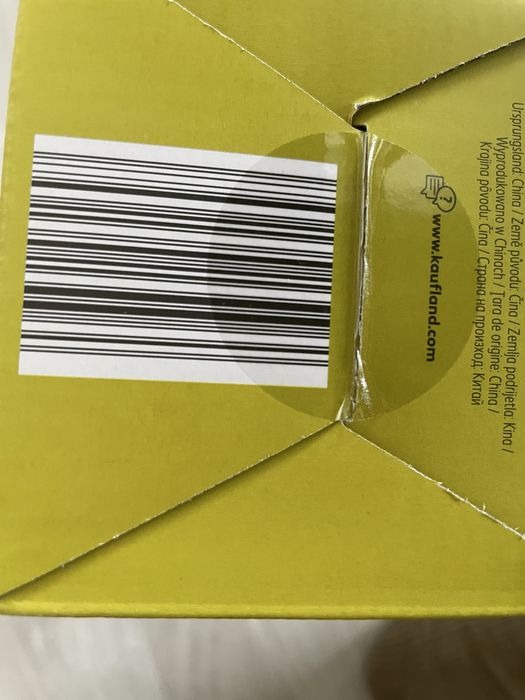 www.kaufland.com
Ursprungsland: China / Země původu: Čína / Zemlja podrijetla: Kina /
Wyprodukowano w Chinach / Țara de origine: China /
Krajina pôvodu: Čína / Страна на произход: Китай